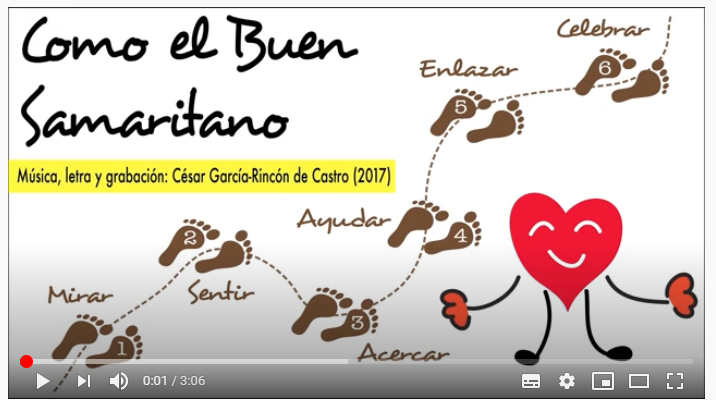 Como el Buen
Samaritano
Música, letra y grabación: César García-Rincón de Castro (2017)
Celebrar
6
Enlazar
5
Ayudar
4
2
Sentir
Mirar
1
3
Acercar
0:01 / 3:06